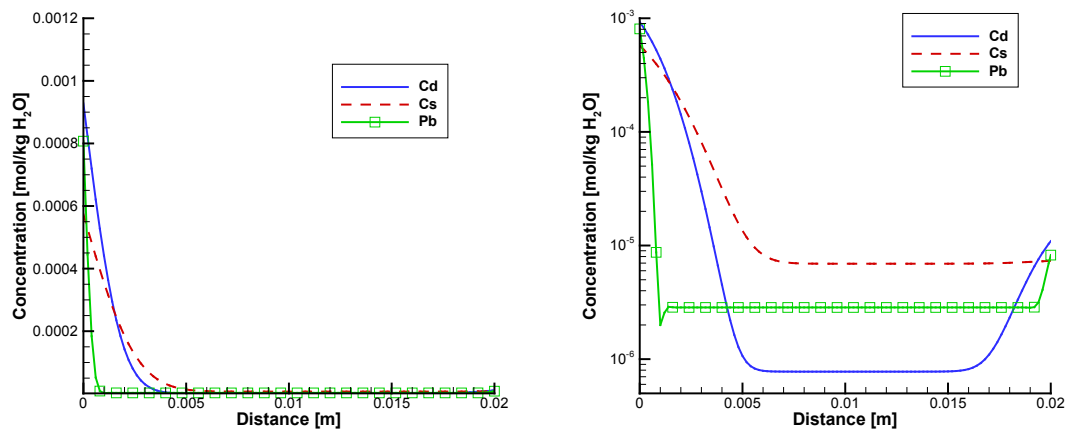 Concentration [mol/kg H2O]
0.0012
0.001
0.0008
0.0006
0.0004
0.0002
0
0.005
0.01
0.015
0.02
Distance [m]
Cd
Cs
Pb
Concentration [mol/kg H2O]
10-3
10-4
10-5
10-6
0
0.005
0.01
0.015
0.02
Distance [m]
Cd
Cs
Pb